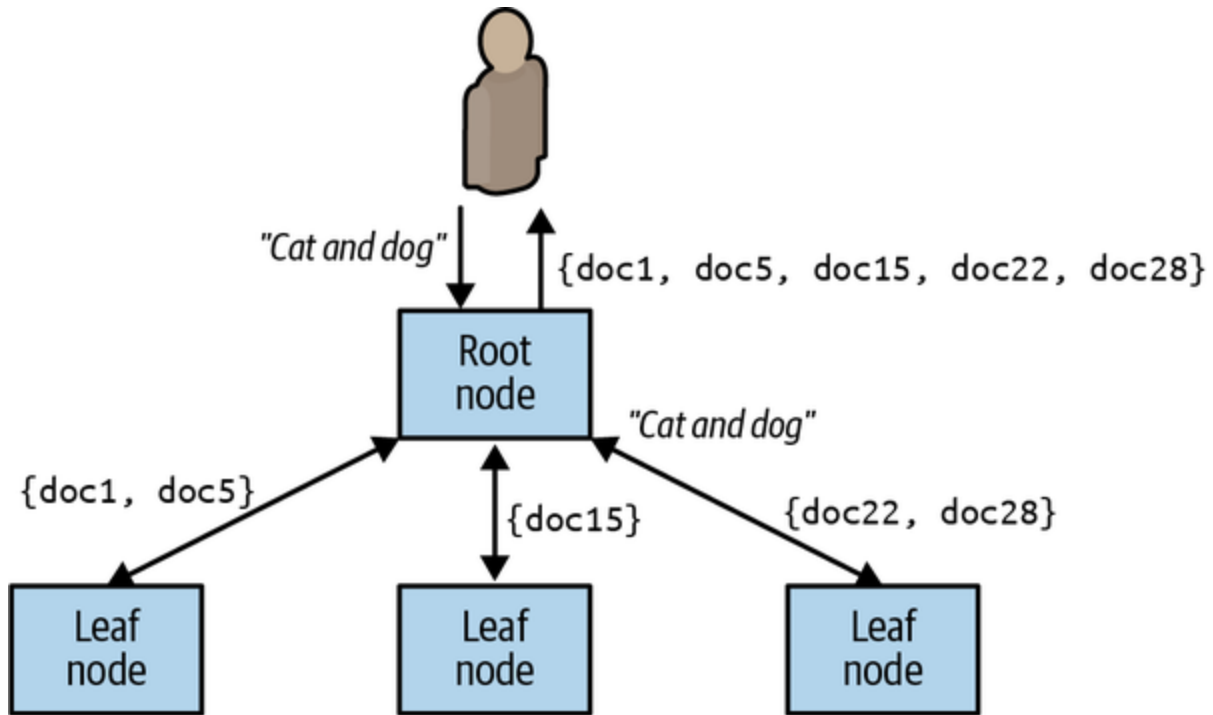 "Cat and dog"
{doc1, doc5, doc15, doc22, doc28}
Root
node
"Cat and dog"
{doc1, doc5}
{doc15}
{doc22, doc28}
Leaf
node
Leaf
node
Leaf
node